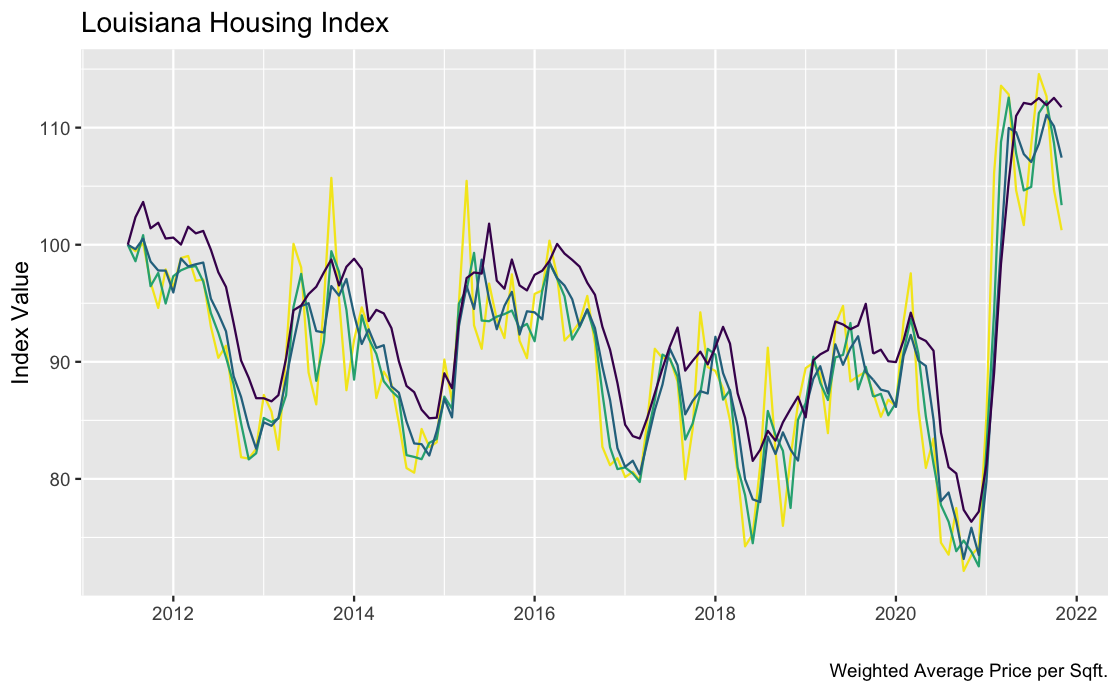 Louisiana Housing Index
Index Value
110
100
90
80
2012 2014 2016 2018 2020 2022
Weighted Average Price per Sqft.